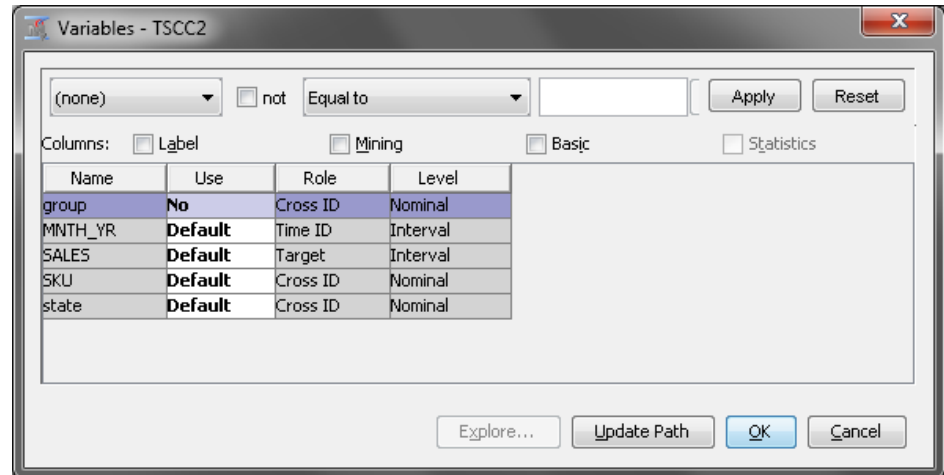 Variables - TSCC2
(none) not Equal to Apply Reset
Columns: Label Mining Basic Statistics
Name Use Role Level
group No Cross ID Nominal
MNTH_YR Default Time ID Interval
SALES Default Target Interval
SKU Default Cross ID Nominal
state Default Cross ID Nominal
Explore... Update Path OK Cancel